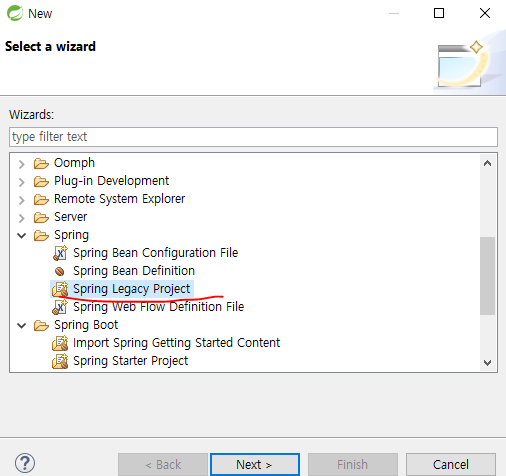 New
Select a wizard
Wizards:
type filter text
Oomph
Plug-in Development
Remote System Explorer
Server
Spring
Spring Bean Configuration File
Spring Bean Definition
Spring Legacy Project
Spring Web Flow Definition File
Spring Boot
Import Spring Getting Started Content
Spring Starter Project
< Back Next > Finish Cancel